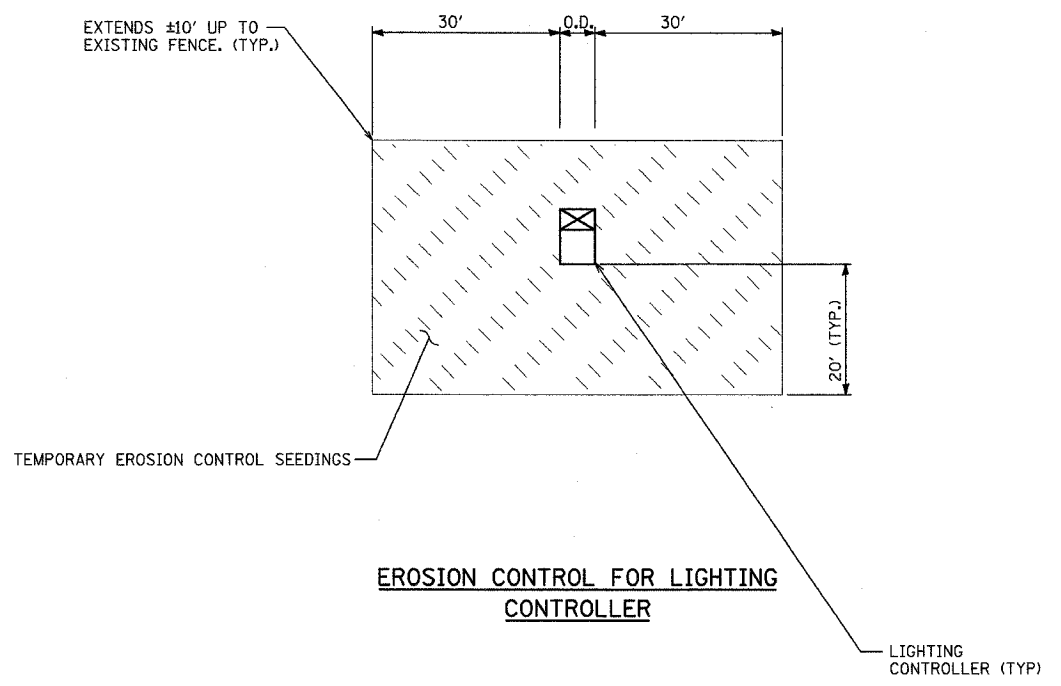 30'
O.D.
30'
EXTENDS ±10' UP TO
EXISTING FENCE. (TYP.)
20' (TYP.)
TEMPORARY EROSION CONTROL SEEDINGS
EROSION CONTROL FOR LIGHTING
CONTROLLER
LIGHTING
CONTROLLER (TYP)